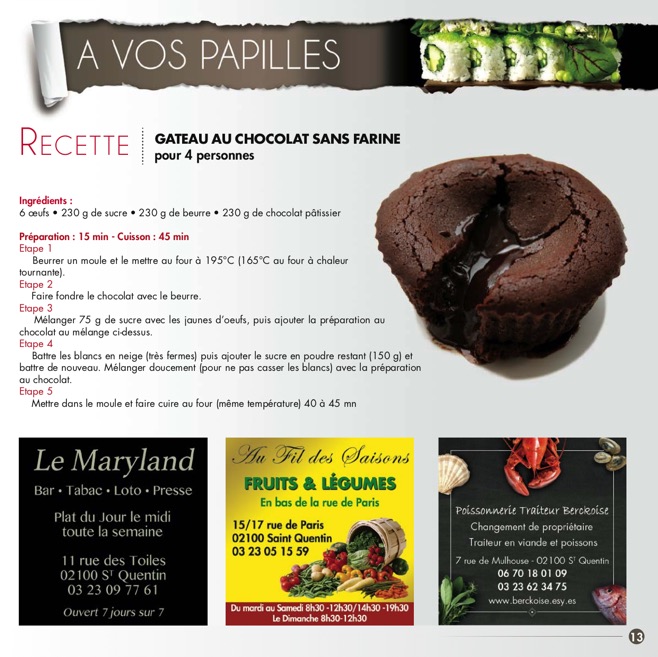 A VOS PAPILLES
RECETTE
GATEAU AU CHOCOLAT SANS FARINE
pour 4 personnes
Ingrédients :
6 œufs • 230 g de sucre • 230 g de beurre • 230 g de chocolat pâtissier
Préparation : 15 min - Cuisson : 45 min
Etape 1
Beurrer un moule et le mettre au four à 195°C (165°C au four à chaleur
tournante).
Etape 2
Faire fondre le chocolat avec le beurre.
Etape 3
Mélanger 75 g de sucre avec les jaunes d'oeufs, puis ajouter la préparation au
chocolat au mélange ci-dessus.
Etape 4
Battre les blancs en neige (très fermes) puis ajouter le sucre en poudre restant (150 g) et
battre de nouveau. Mélanger doucement (pour ne pas casser les blancs) avec la préparation
au chocolat.
Etape 5
Mettre dans le moule et faire cuire au four (même température) 40 à 45 mn
Le Maryland
Bar • Tabac • Loto • Presse
Plat du Jour le midi
toute la semaine
11 rue des Toiles
02100 ST Quentin
03 23 09 77 61
Ouvert 7 jours sur 7
Au Fil des Saisons
FRUITS & LÉGUMES
En bas de la rue de Paris
15/17 rue de Paris
02100 Saint Quentin
03 23 05 15 59
Du mardi au Samedi 8h30 -12h30/14h30 -19h30
Le Dimanche 8h30-12h30
Poissonnerie Traiteur Berckoise
Changement de propriétaire
Traiteur en viande et poissons
7 rue de Mulhouse - 02100 ST Quentin
06 70 18 01 09
03 23 62 34 75
www.berckoise.esy.es
13